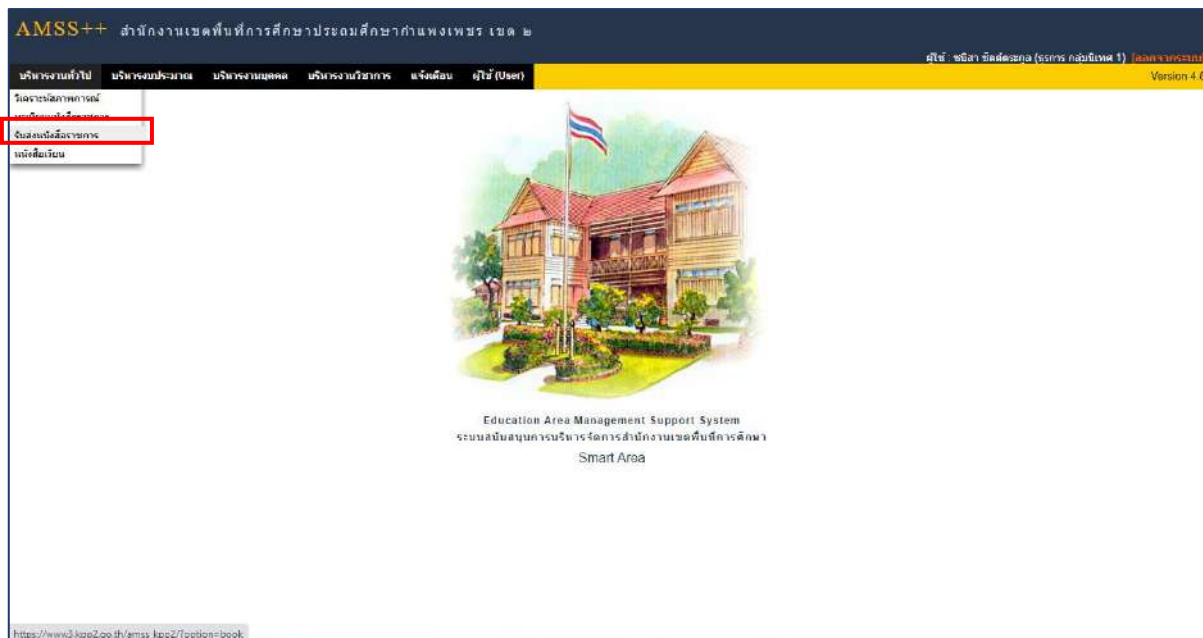 AMSS++ สำนักงานเขตพื้นที่การศึกษาประถมศึกษากำแพงเพชร เขต ๒
ผู้ใช้ : ชนิสา ขัดต์ตระกูล (ธุรการ กลุ่มนิเทศ 1) [ออกจากระบบ
บริหารงานทั่วไป บริหารงบประมาณ บริหารงานบุคคล บริหารงานวิชาการ แจ้งเตือน ผู้ใช้ (User)
Version 4.
วิเคราะห์สภาพการณ์
รับส่งหนังสือราชการ
หนังสือเวียน
Education Area Management Support System
ระบบสนับสนุนการบริหารจัดการสำนักงานเขตพื้นที่การศึกษา
Smart Area
https://www3.kpp2.go.th/amss_kpp2/?option=book